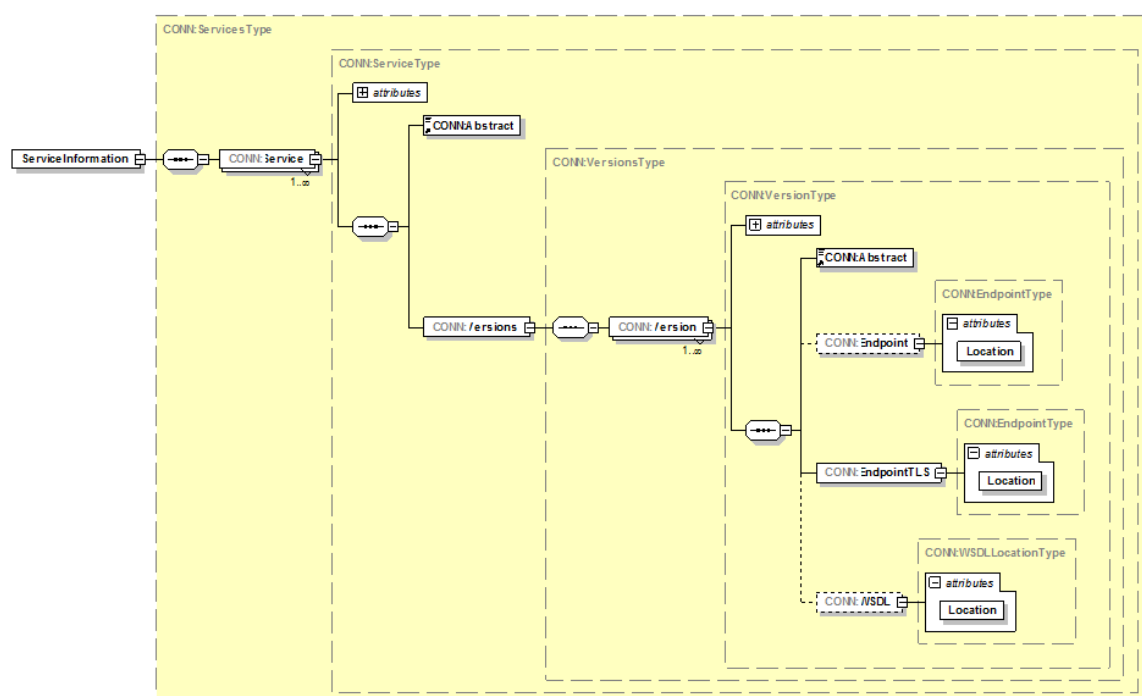 CONN:ServicesType
CONN:ServiceType
attributes
CONN:Abstract
ServiceInformation
CONN:Service
1..∞
CONN:VersionsType
CONN:VersionType
attributes
CONN:Abstract
CONN:EndpointType
attributes
CONN:Endpoint
Location
CONN:Versions
CONN:Version
1..∞
CONN:EndpointType
attributes
CONN:EndpointTLS
Location
CONN:WSDLLocationType
attributes
CONN:WSDL
Location